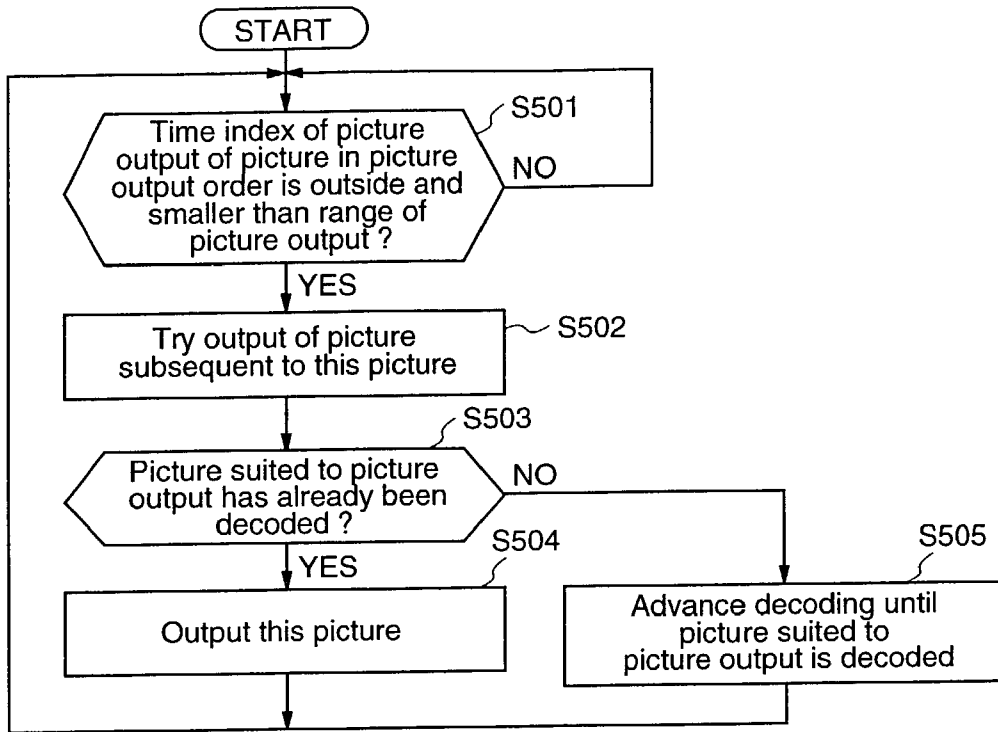 START
S501
Time index of picture
output of picture in picture
output order is outside and
smaller than range of
picture output ?
NO
YES
Try output of picture
subsequent to this picture
S502
S503
Picture suited to picture
output has already been
decoded ?
NO
YES
S504
Output this picture
S505
Advance decoding until
picture suited to
picture output is decoded